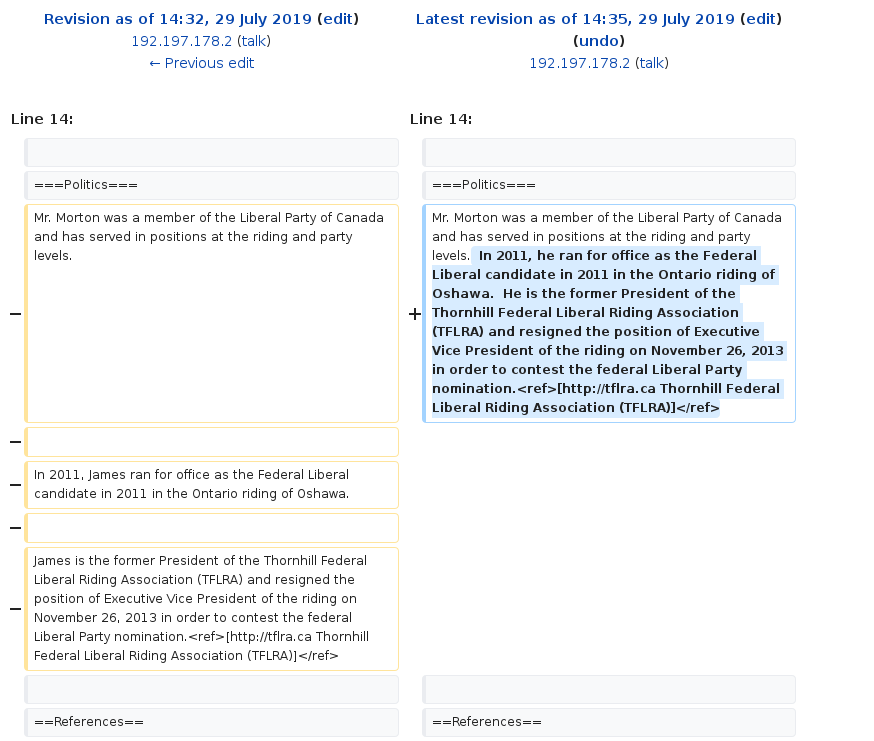 Revision as of 14:32, 29 July 2019 (edit)
192.197.178.2 (talk)
← Previous edit
Latest revision as of 14:35, 29 July 2019 (edit)
(undo)
192.197.178.2 (talk)
Line 14:
Line 14:
===Politics===
===Politics===
−
Mr. Morton was a member of the Liberal Party of Canada
and has served in positions at the riding and party
levels.
+
Mr. Morton was a member of the Liberal Party of Canada
and has served in positions at the riding and party
levels.  In 2011, he ran for office as the Federal
Liberal candidate in 2011 in the Ontario riding of
Oshawa.  He is the former President of the
Thornhill Federal Liberal Riding Association
(TFLRA) and resigned the position of Executive
Vice President of the riding on November 26, 2013
in order to contest the federal Liberal Party
nomination.<ref>[http://tflra.ca Thornhill Federal
Liberal Riding Association (TFLRA)]</ref>
−
−
In 2011, James ran for office as the Federal Liberal
candidate in 2011 in the Ontario riding of Oshawa.
−
−
James is the former President of the Thornhill Federal
Liberal Riding Association (TFLRA) and resigned the
position of Executive Vice President of the riding on
November 26, 2013 in order to contest the federal
Liberal Party nomination.<ref>[http://tflra.ca Thornhill
Federal Liberal Riding Association (TFLRA)]</ref>
==References==
==References==